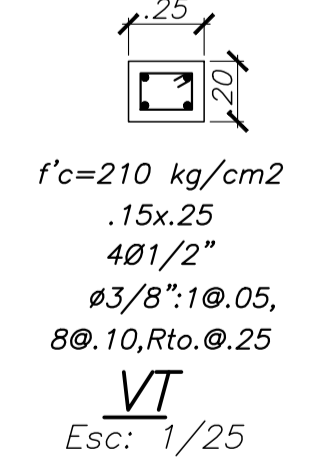 .25
.20
f'c=210 kg/cm2
.15x.25
4Ø1/2"
ø3/8":1@.05,
8@.10,Rto.@.25
VT
Esc: 1/25